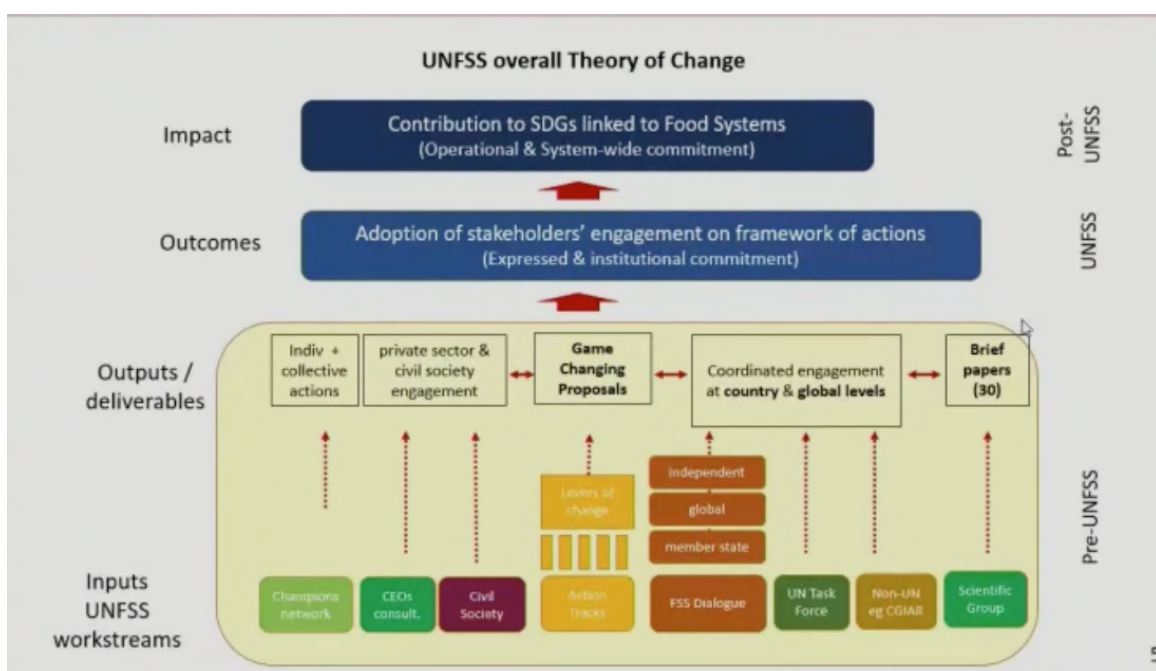 UNFSS overall Theory of Change
Impact
Contribution to SDGs linked to Food Systems
(Operational & System-wide commitment)
Post-
UNFSS
Outcomes
Adoption of stakeholders' engagement on framework of actions
(Expressed & institutional commitment)
UNFSS
Outputs /
deliverables
Indiv +
collective
actions
private sector &
civil society
engagement
Game
Changing
Proposals
Coordinated engagement
at country & global levels
Brief
papers
(30)
Levers of
change
independent
global
member state
Pre-UNFSS
Inputs
UNFSS
workstreams
Champions
network
CEOs
consult.
Civil
Society
Action
Tracks
FSS Dialogue
UN Task
Force
Non-UN
eg CGIAR
Scientific
Group